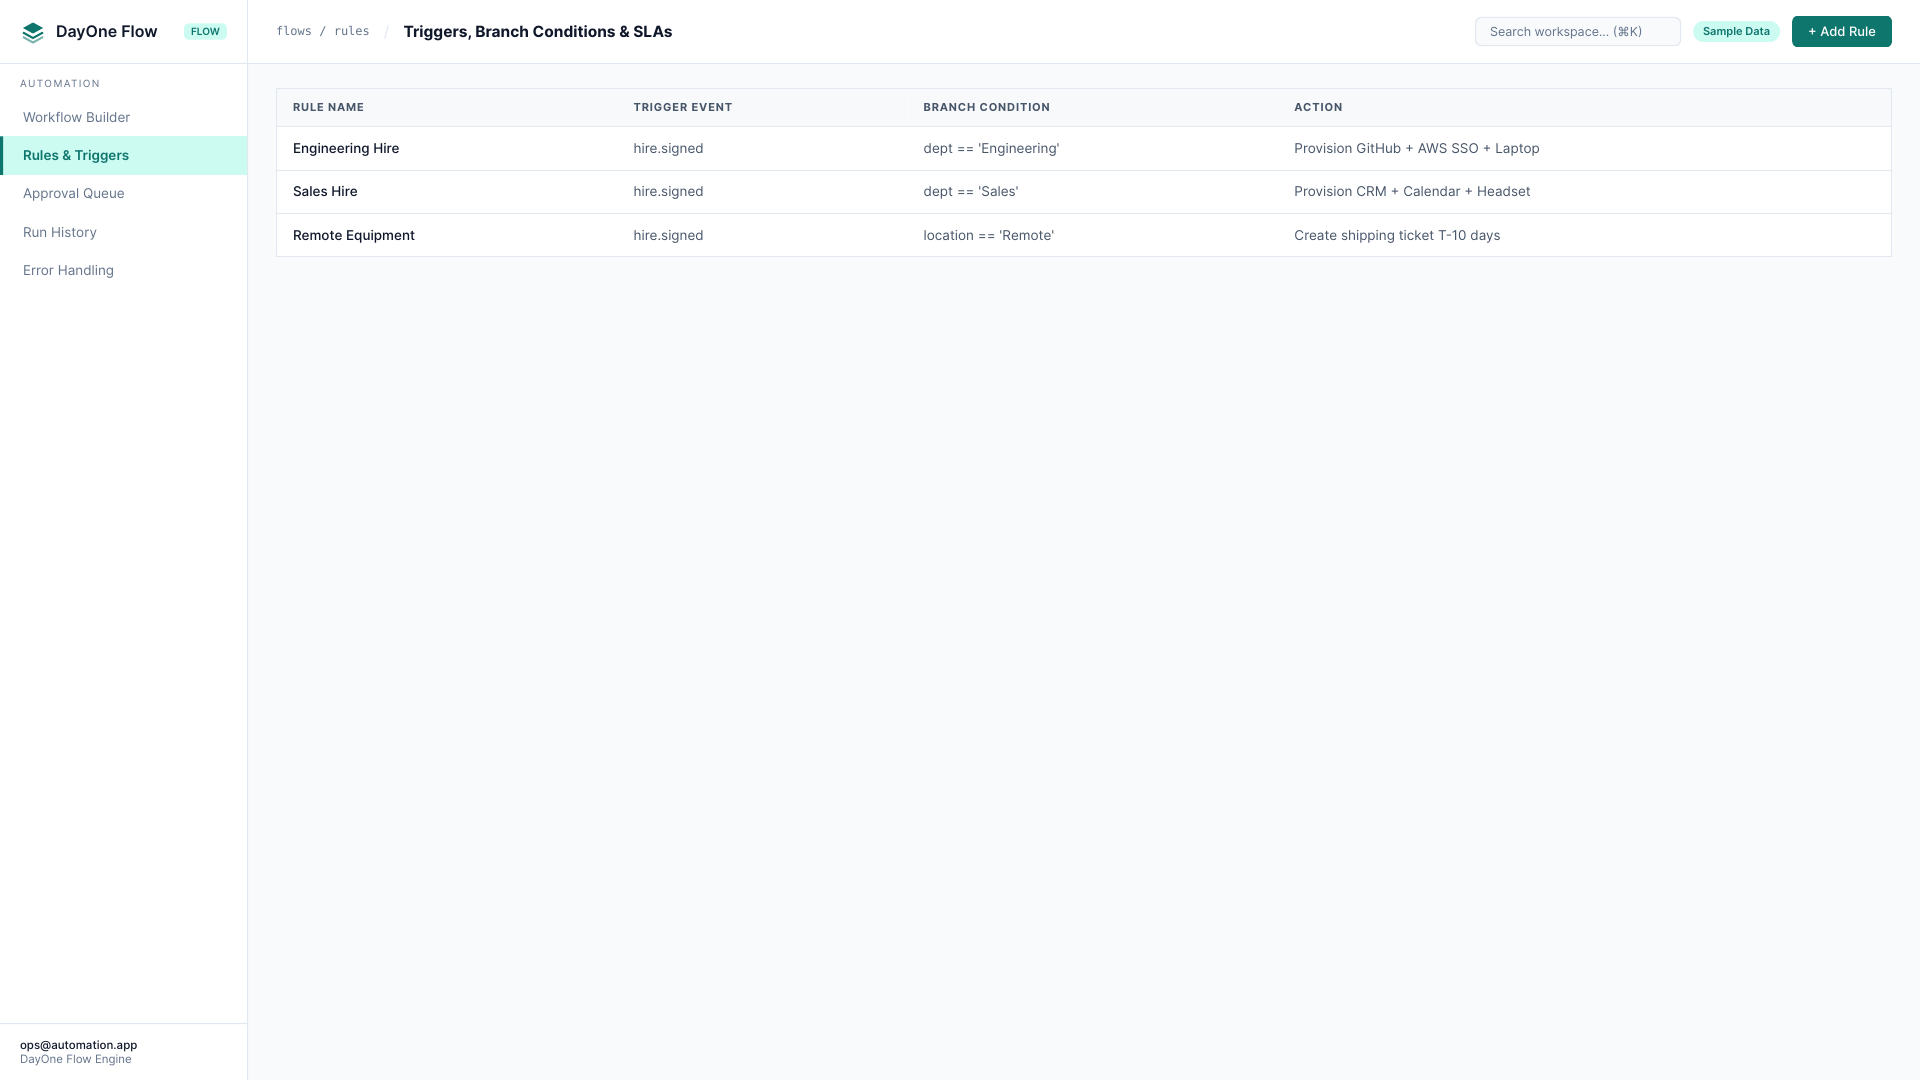 DayOne Flow
FLOW
AUTOMATION
Workflow Builder
Rules & Triggers
Approval Queue
Run History
Error Handling
ops@automation.app
DayOne Flow Engine
flows / rules / Triggers, Branch Conditions & SLAs
Search workspace... (⌘K)
Sample Data
+ Add Rule
RULE NAME TRIGGER EVENT BRANCH CONDITION ACTION
Engineering Hire hire.signed dept == 'Engineering' Provision GitHub + AWS SSO + Laptop
Sales Hire hire.signed dept == 'Sales' Provision CRM + Calendar + Headset
Remote Equipment hire.signed location == 'Remote' Create shipping ticket T-10 days